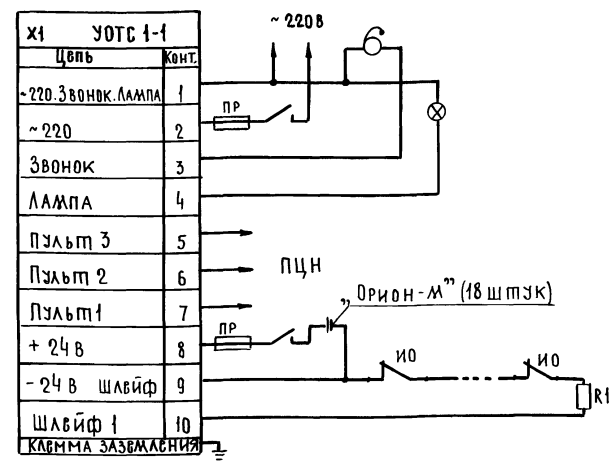 X1 УОТС 1-1
Цепь Конт.
~220.Звонок.Лампа 1
~220 2
Звонок 3
Лампа 4
Пульт 3 5
Пульт 2 6
Пульт 1 7
+ 24 В 8
- 24 В Шлейф 9
Шлейф 1 10
Клемма заземления
~ 220 В
ПР
ПЦН
„Орион-М” (18 штук)
ПР
ИО
ИО
R1